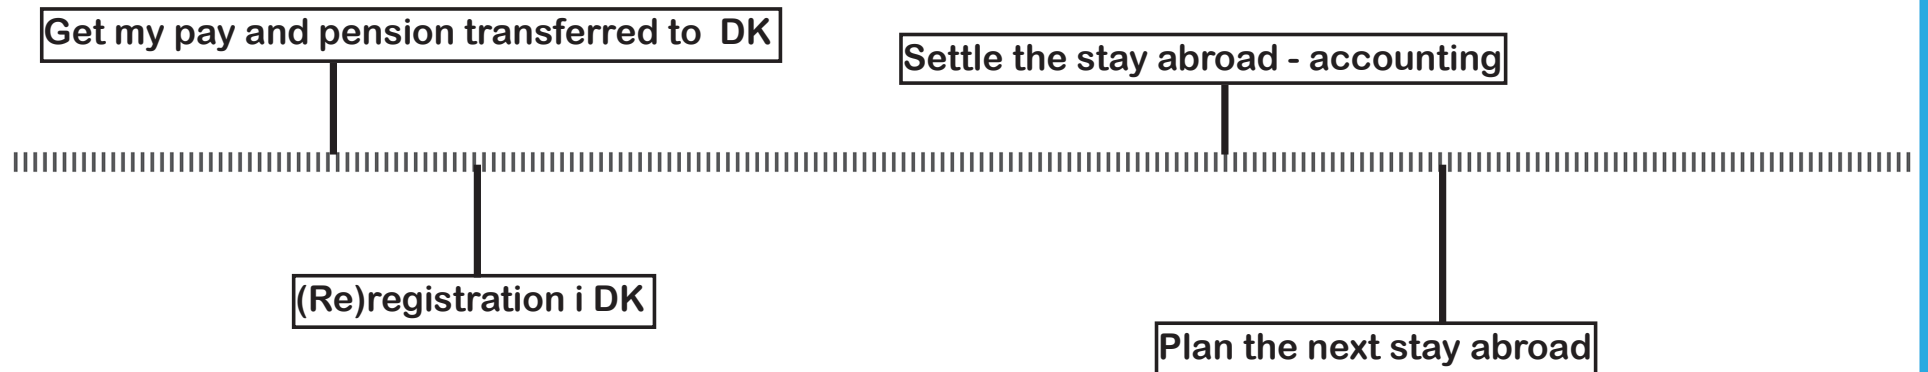 Get my pay and pension transferred to  DK
Settle the stay abroad - accounting
(Re)registration i DK
Plan the next stay abroad